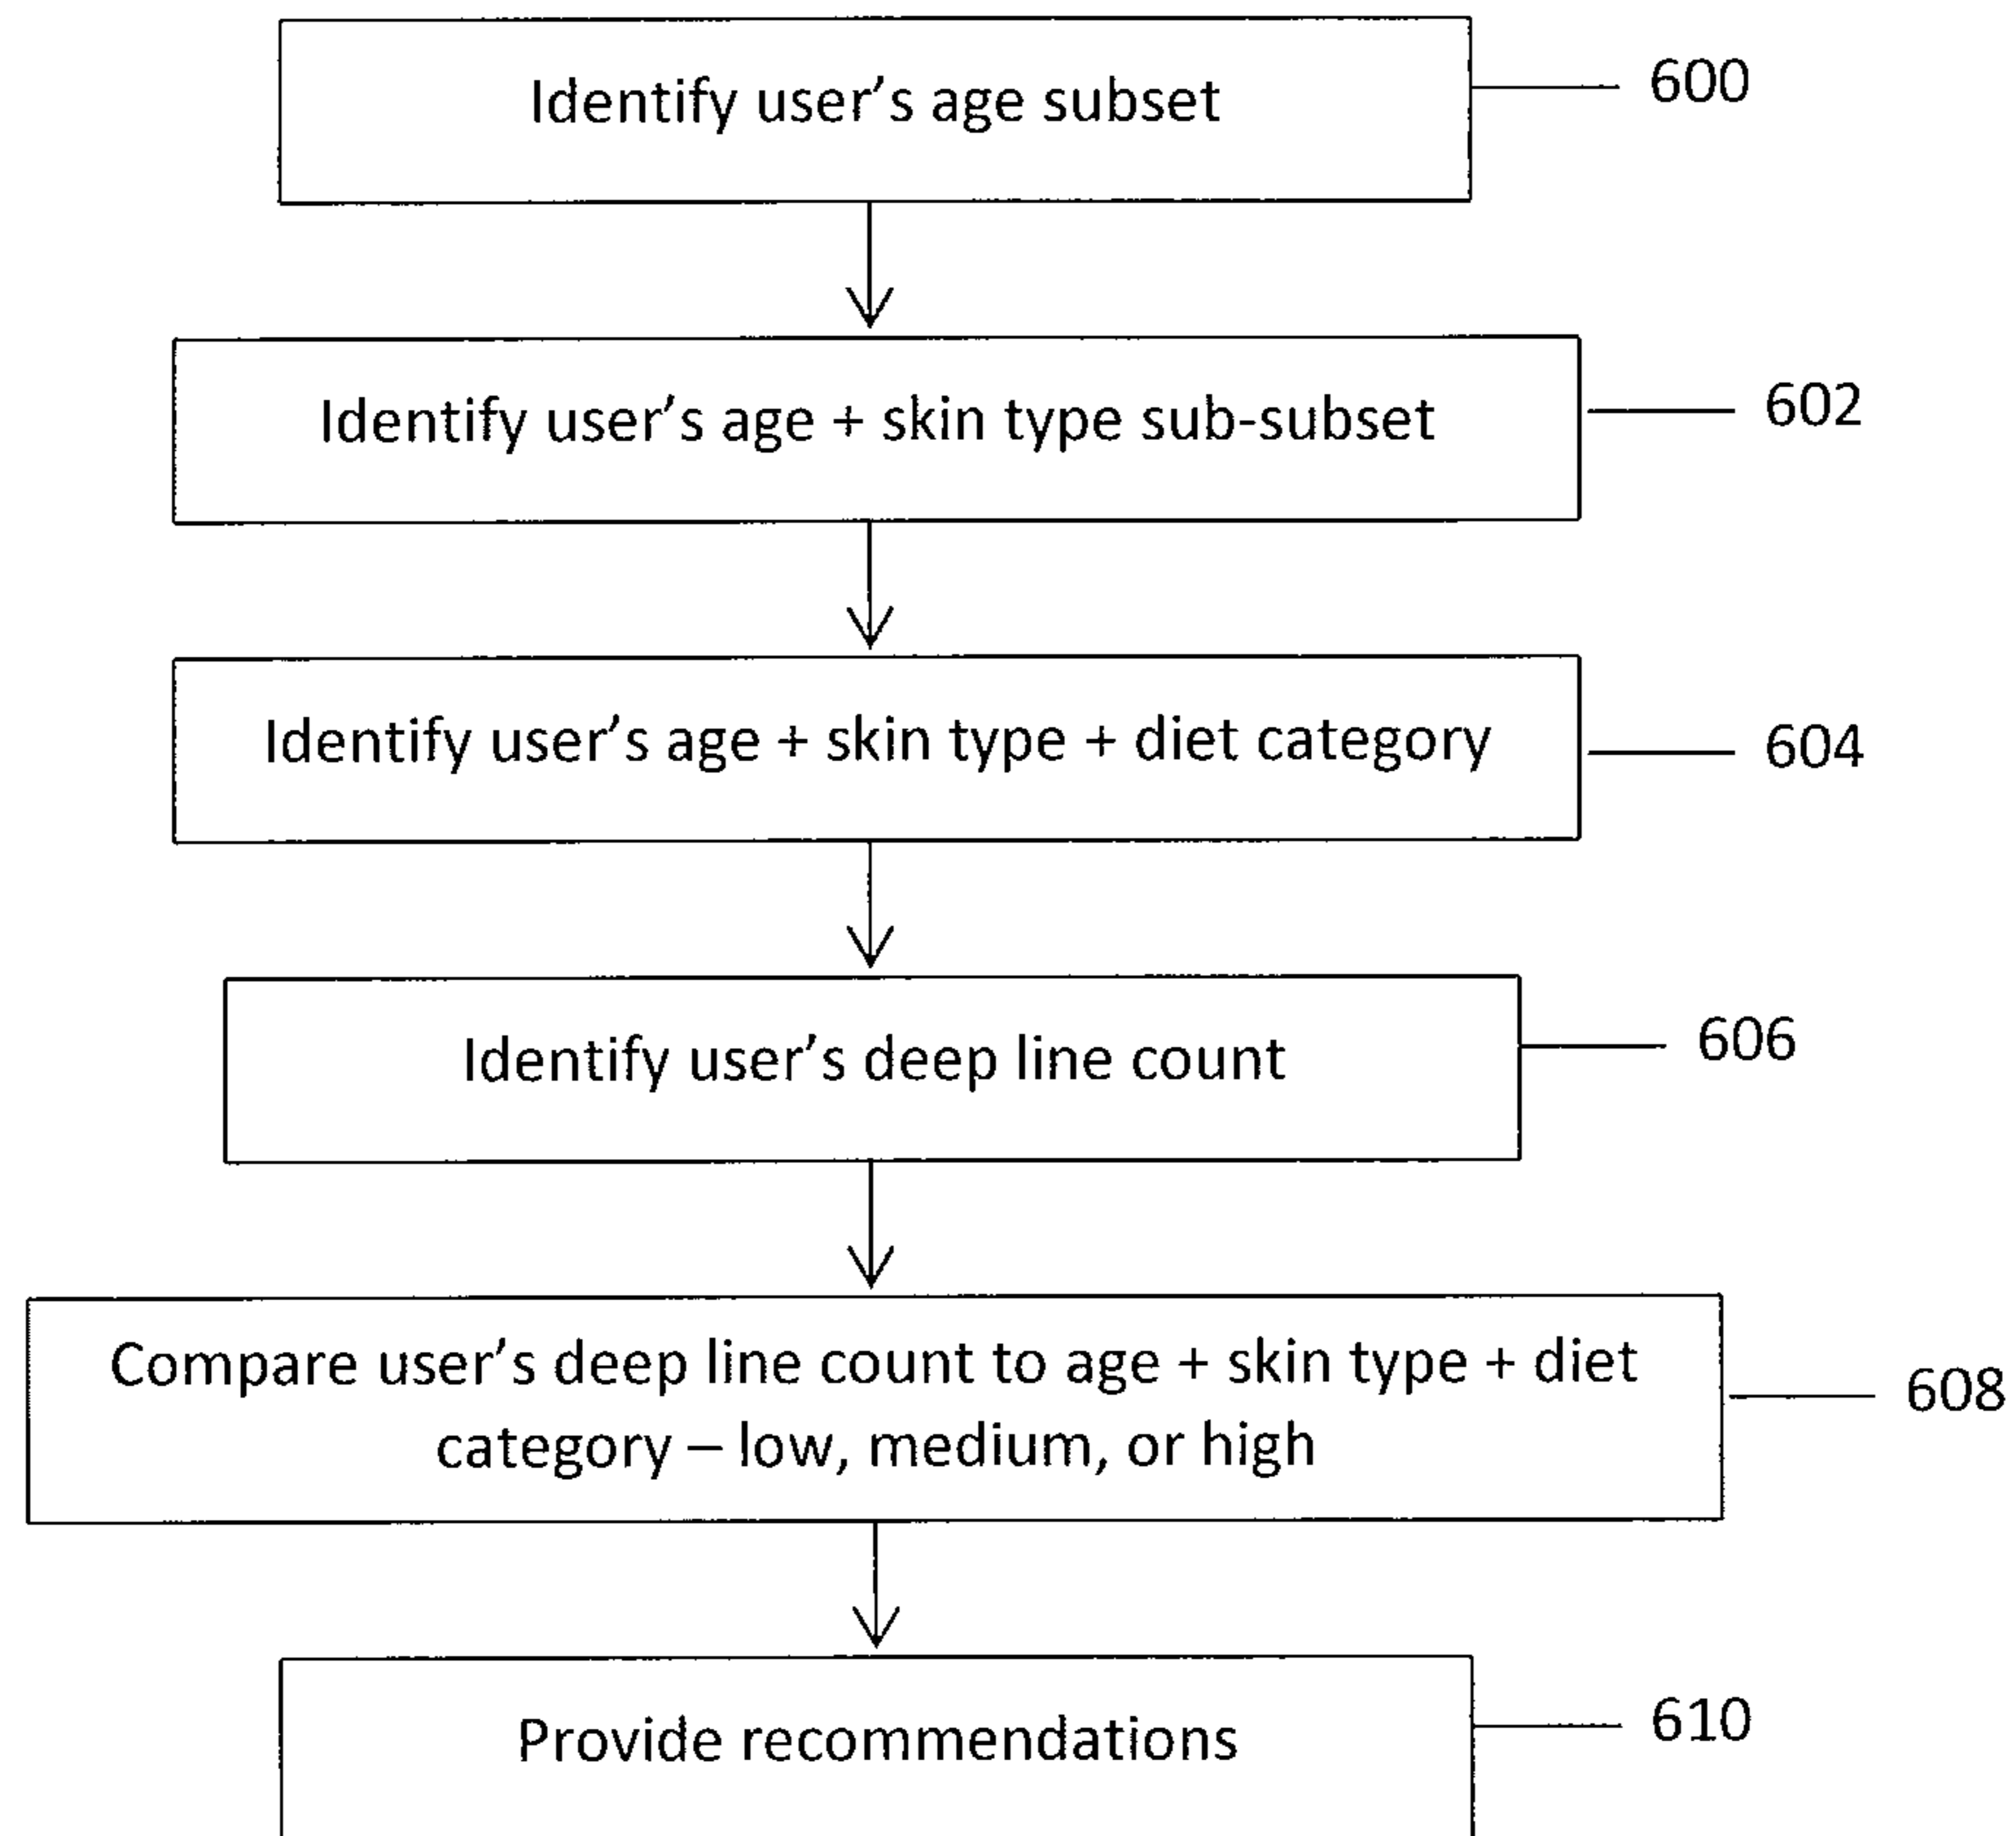 Identify user's age subset
600
Identify user's age + skin type sub-subset
602
Identify user's age + skin type + diet category
604
Identify user's deep line count
606
Compare user's deep line count to age + skin type + diet
category – low, medium, or high
608
Provide recommendations
610